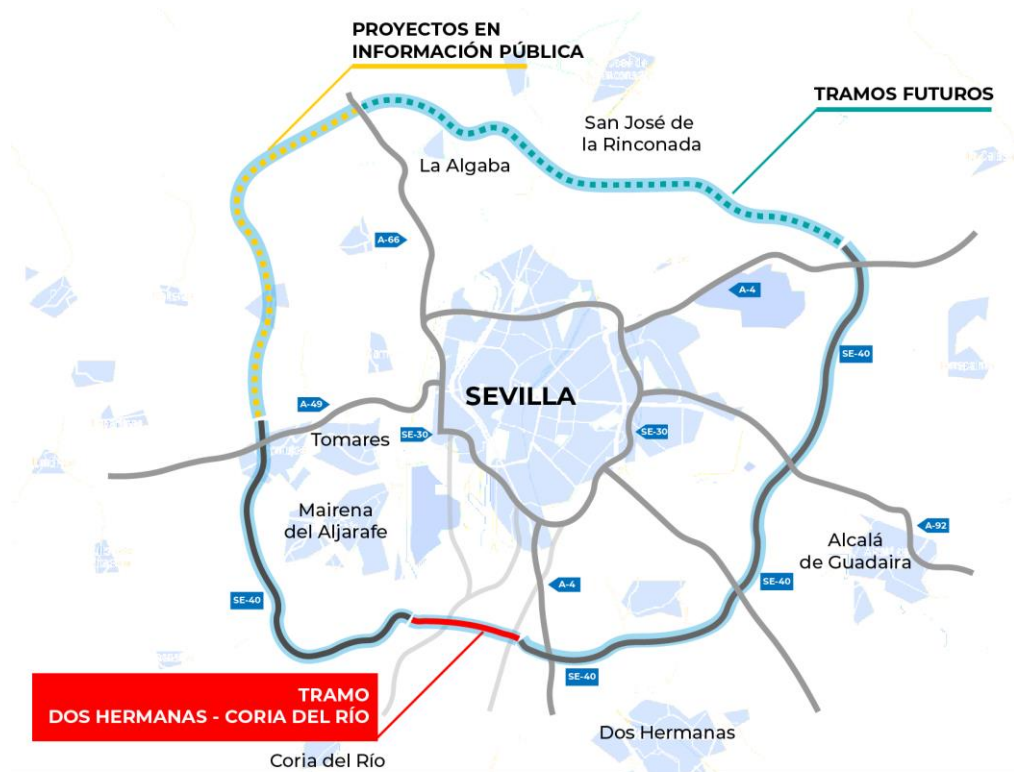 PROYECTOS EN
INFORMACIÓN PÚBLICA
TRAMOS FUTUROS
San José de
la Rinconada
La Algaba
A-66
A-4
SE-40
SEVILLA
A-49
Tomares
SE-30
SE-30
Mairena
del Aljarafe
A-92
Alcalá
de Guadaira
SE-40
A-4
SE-40
SE-40
TRAMO
DOS HERMANAS - CORIA DEL RÍO
Dos Hermanas
Coria del Río